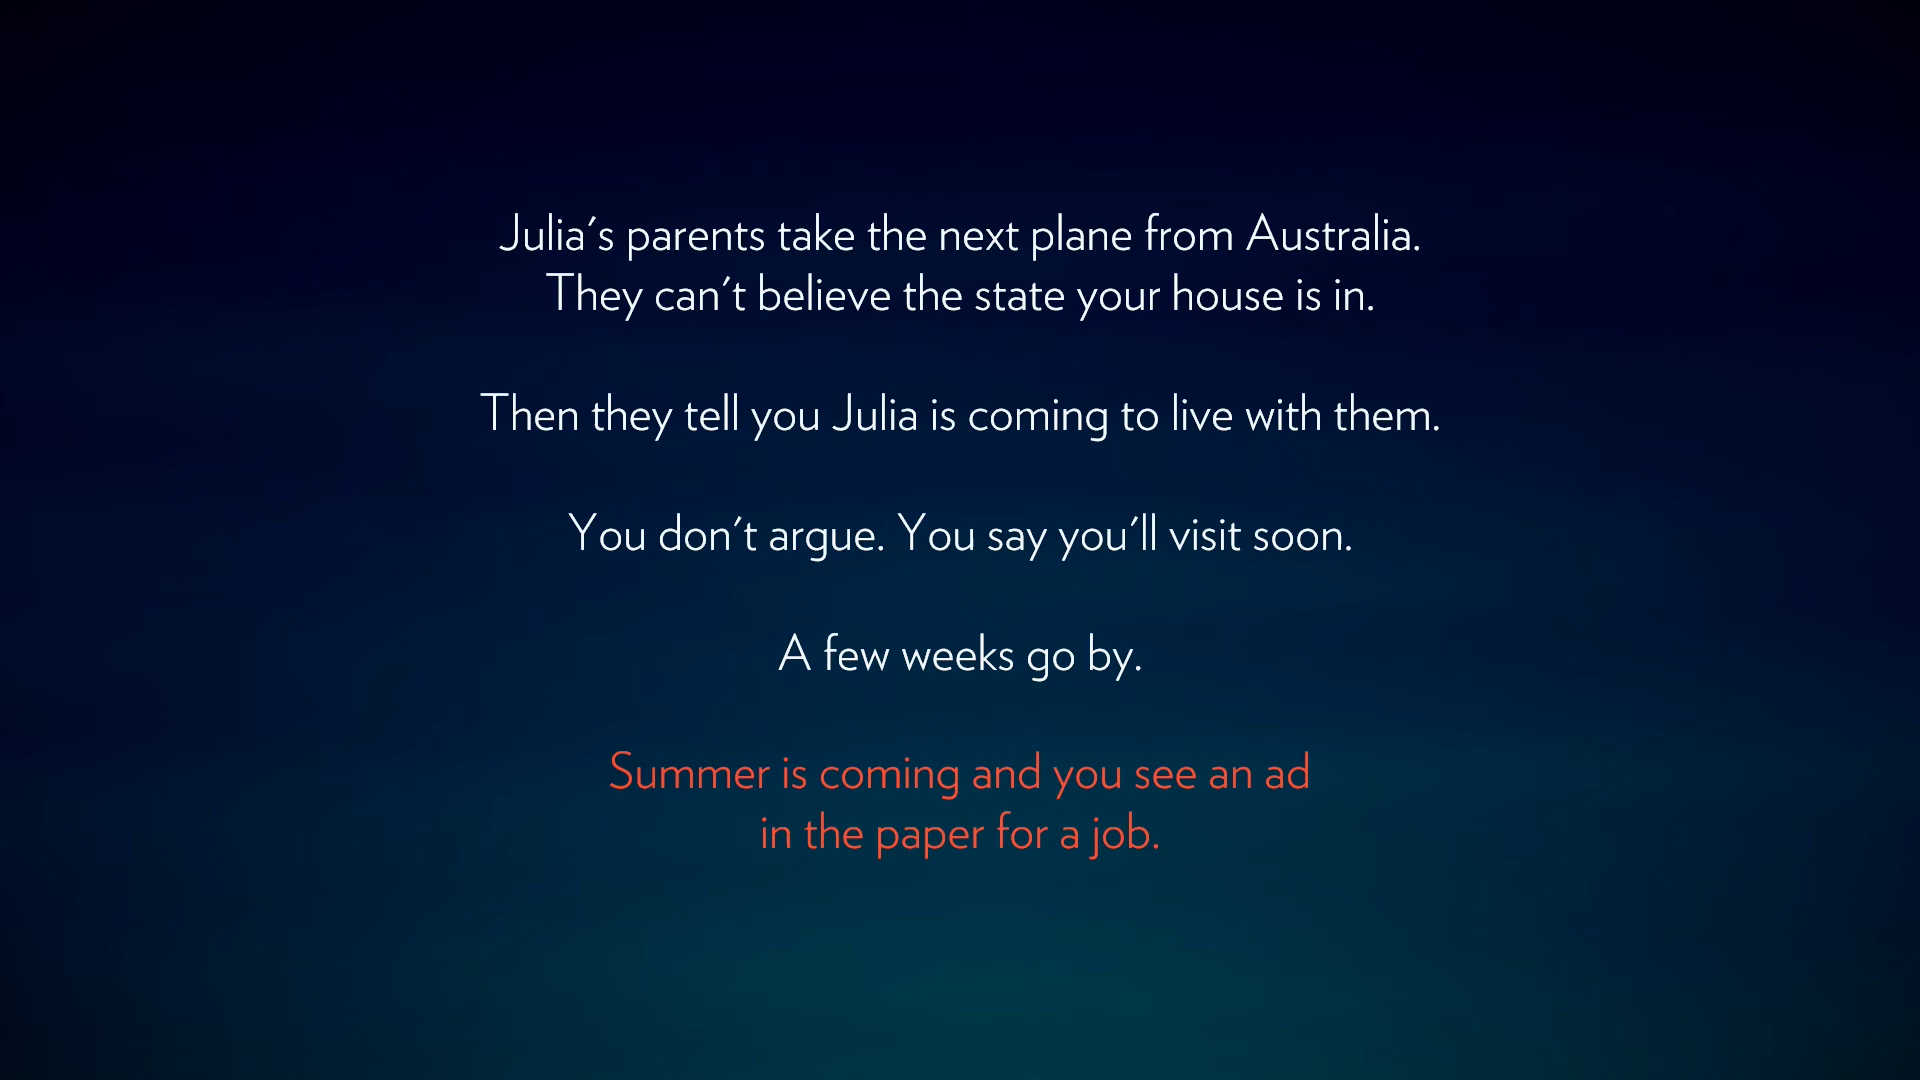 Julia's parents take the next plane from Australia.
They can't believe the state your house is in.
Then they tell you Julia is coming to live with them.
You don't argue. You say you'll visit soon.
A few weeks go by.
Summer is coming and you see an ad
in the paper for a job.